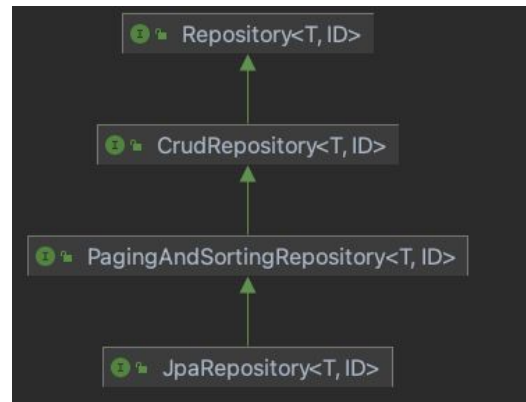 I Repository<T, ID>
I CrudRepository<T, ID>
I PagingAndSortingRepository<T, ID>
I JpaRepository<T, ID>